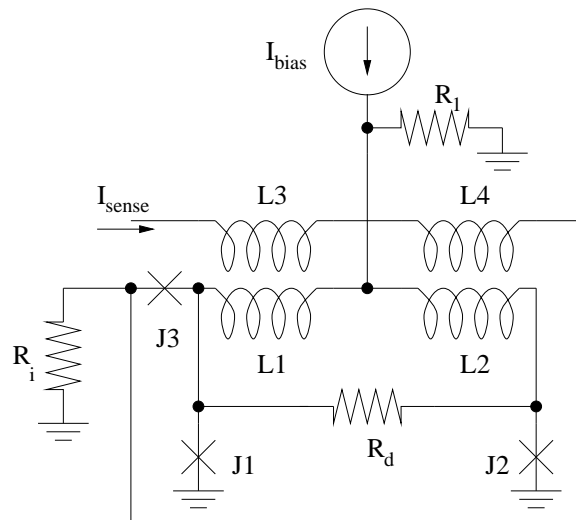 I_bias
R_1
I_sense
L3
L4
J3
L1
L2
R_i
J1
R_d
J2